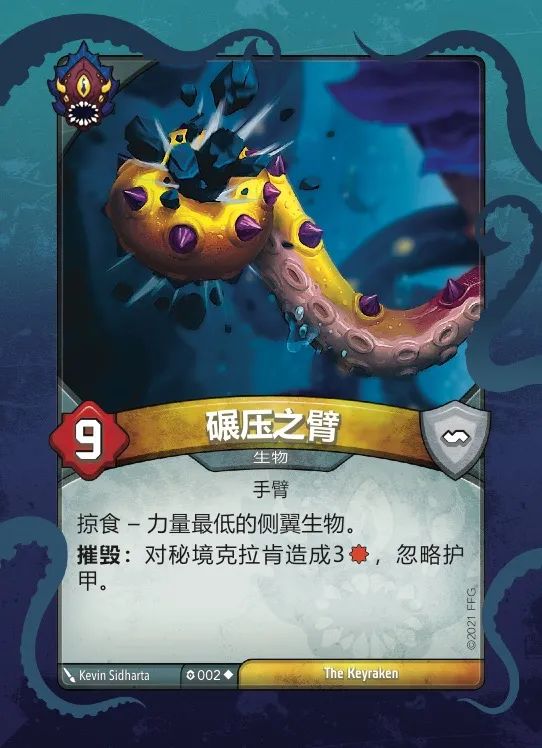 碾压之臂
9
生物
手臂
掠食 – 力量最低的侧翼生物。
摧毁：对秘境克拉肯造成3，忽略护
甲。
©2021 FFG
Kevin Sidharta
002
The Keyraken